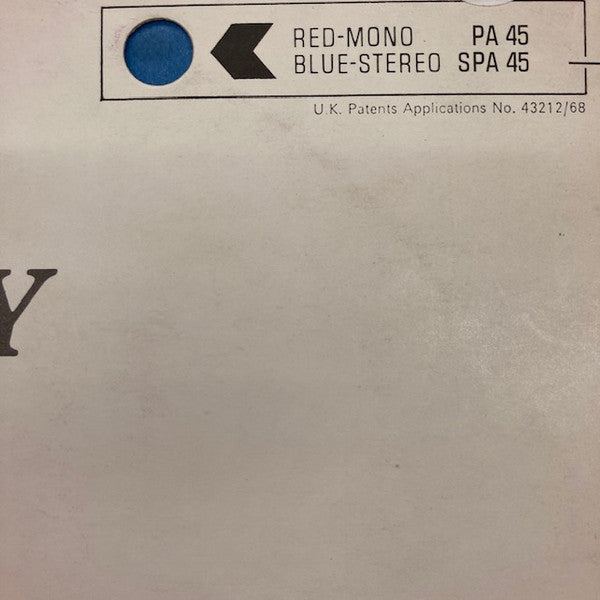 RED-MONO PA 45
BLUE-STEREO SPA 45
U.K. Patents Applications No. 43212/68
Y